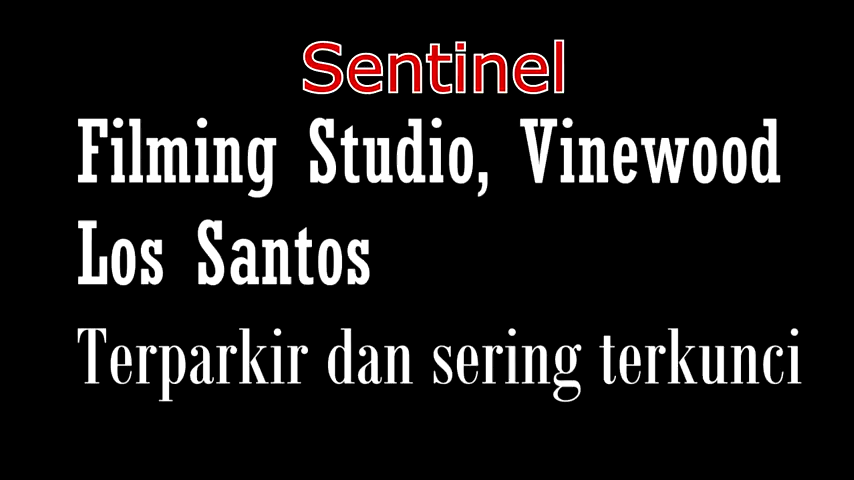 Sentinel
Filming Studio, Vinewood
Los Santos
Terparkir dan sering terkunci